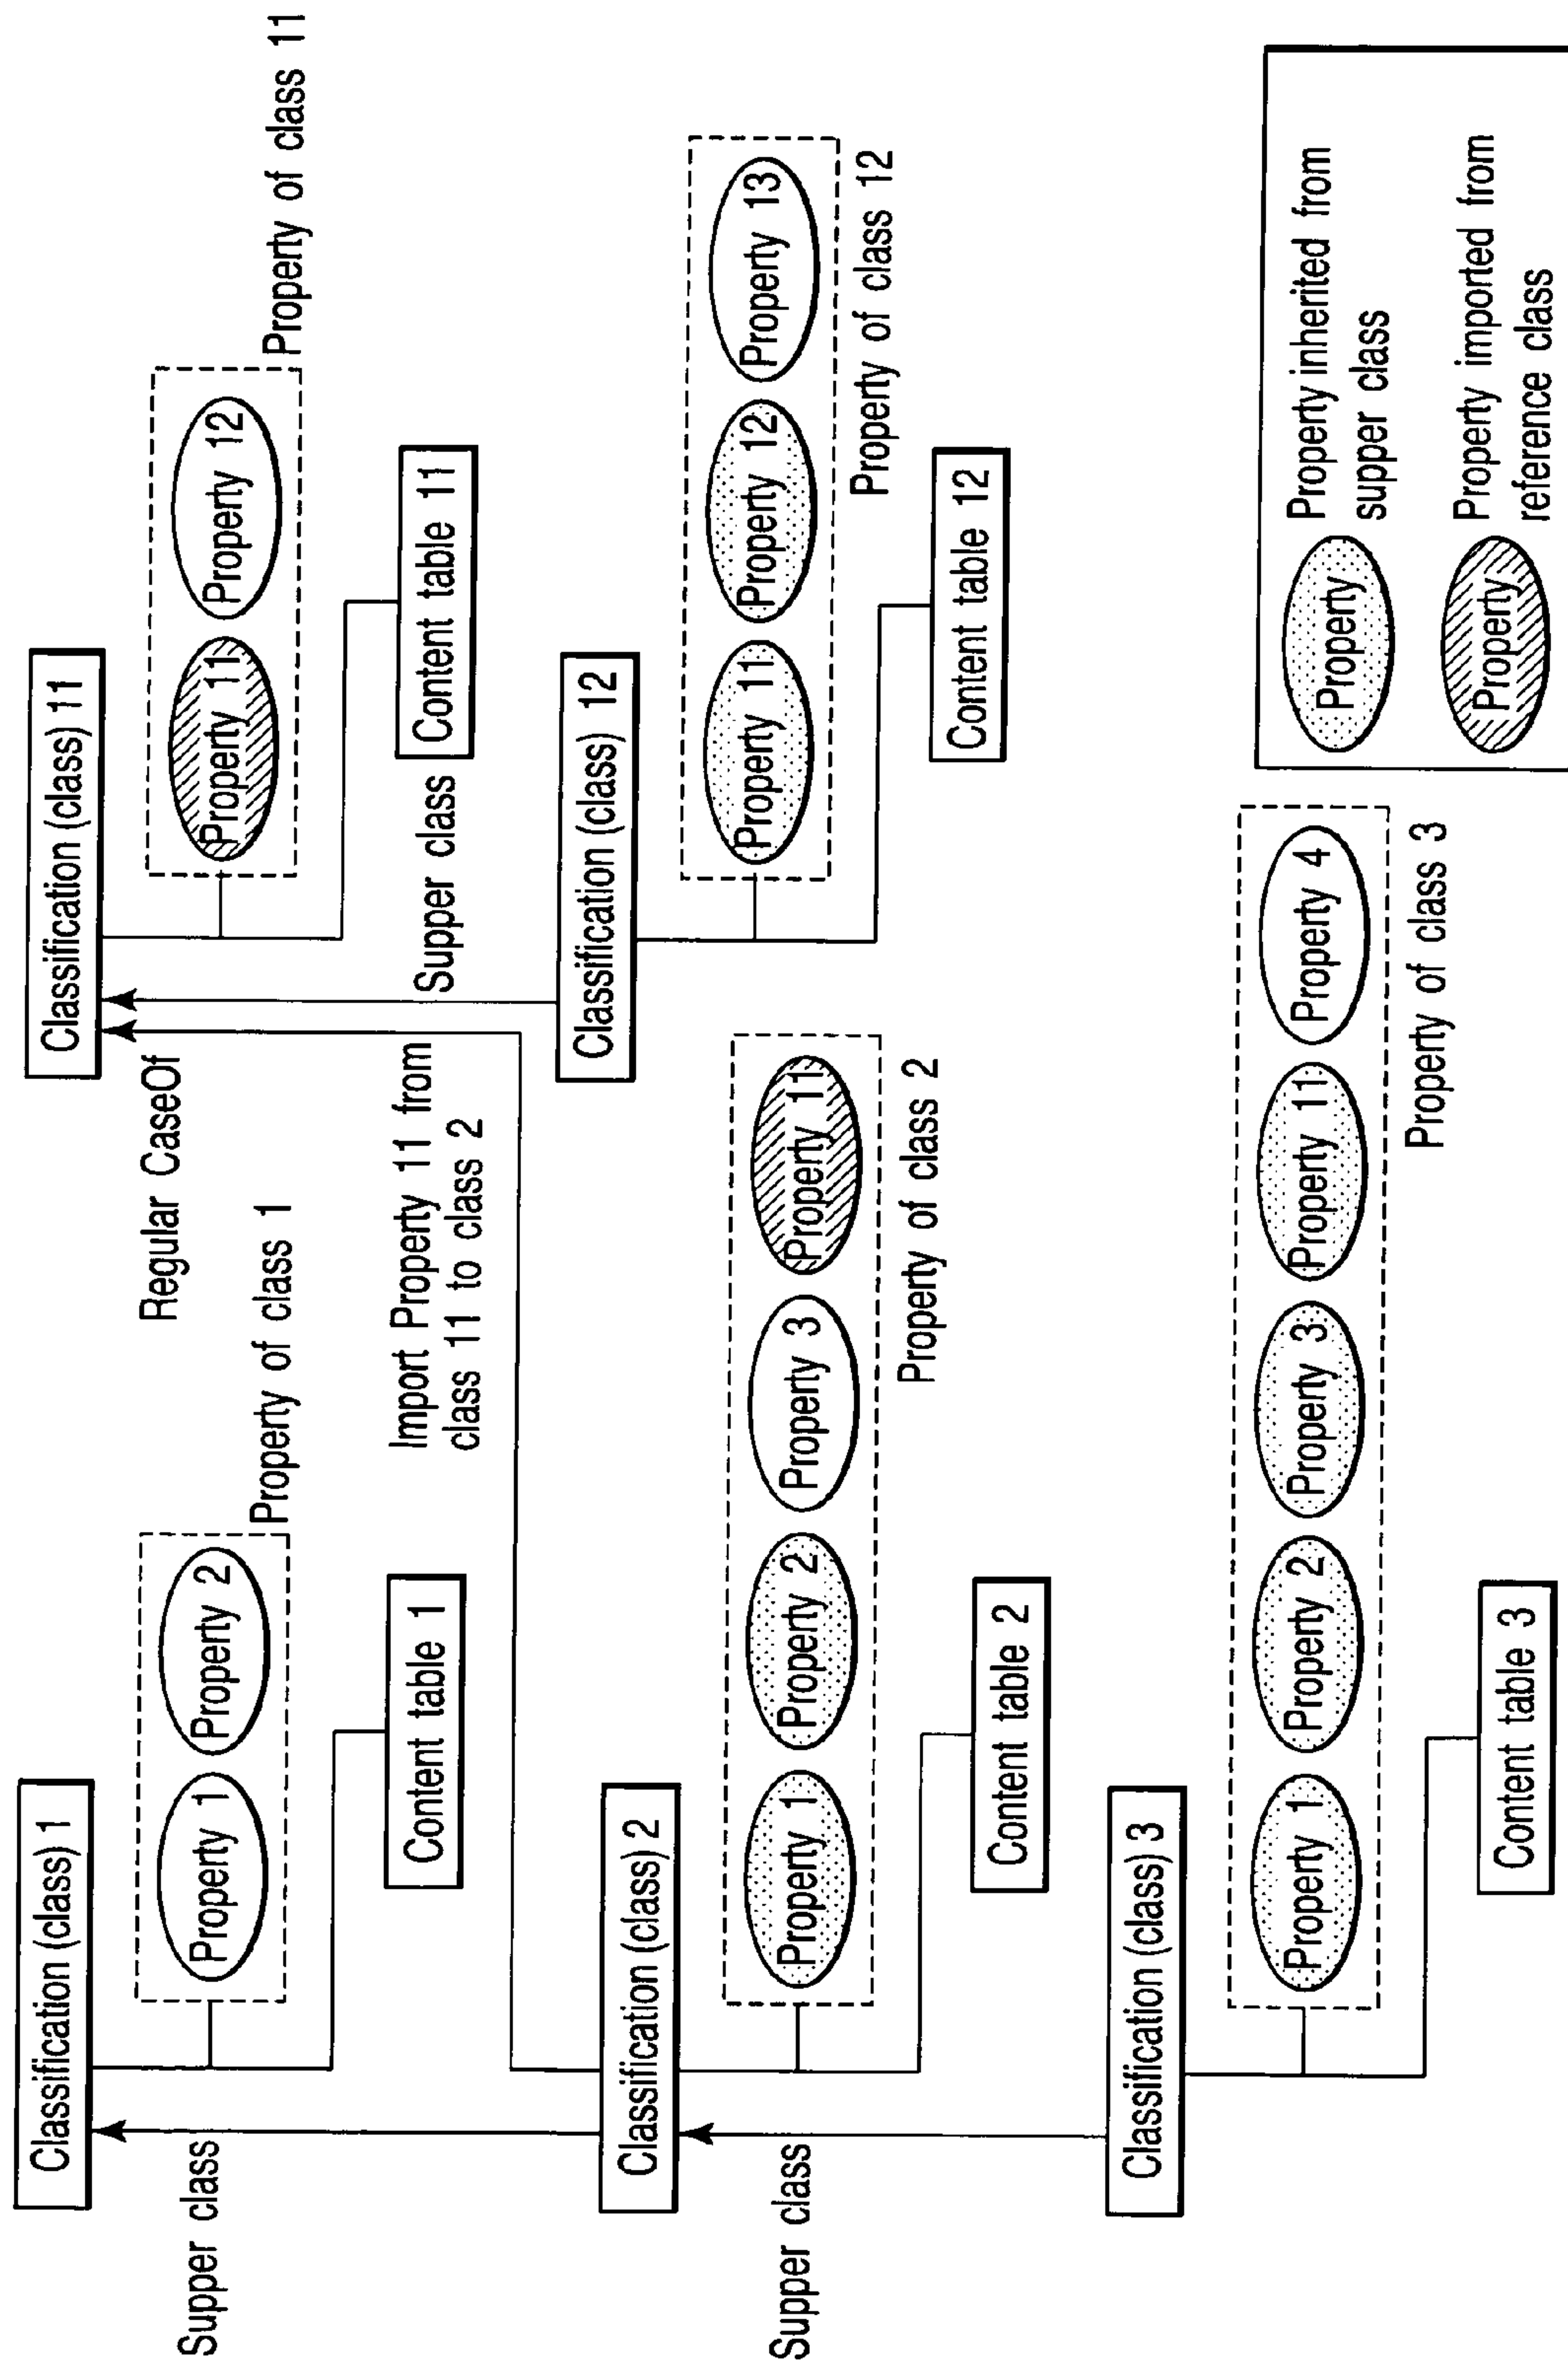 Classification (class) 1
Supper class
Property 1
Property 2
Property of class 1
Content table 1
Regular CaseOf
Import Property 11 from
class 11 to class 2
Classification (class) 2
Supper class
Property 1
Property 2
Property 3
Property 11
Property of class 2
Content table 2
Classification (class) 3
Property 1
Property 2
Property 3
Property 11
Property 4
Property of class 3
Content table 3
Classification (class) 11
Property 11
Property 12
Property of class 11
Content table 11
Supper class
Classification (class) 12
Property 11
Property 12
Property 13
Property of class 12
Content table 12
Property
Property inherited from
supper class
Property
Property imported from
reference class